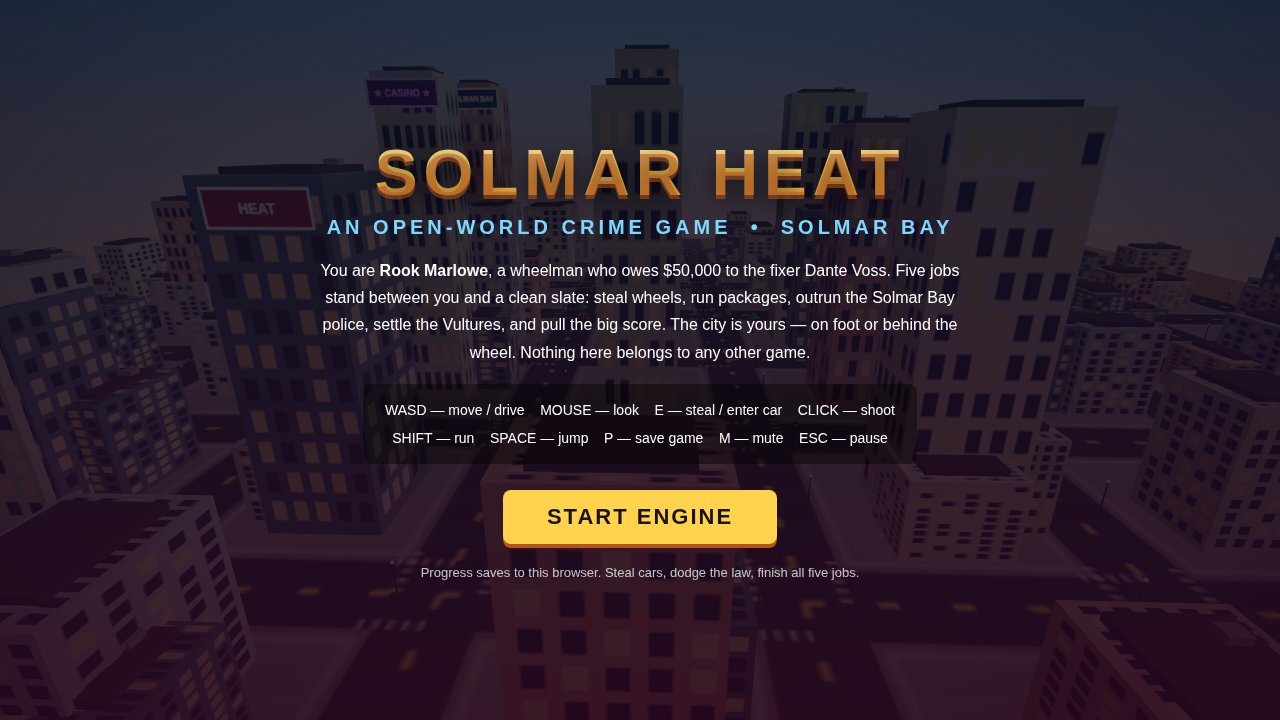 ★ CASINO ★
SOLMAR HEAT
HEAT
AN OPEN-WORLD CRIME GAME • SOLMAR BAY
You are Rook Marlowe, a wheelman who owes $50,000 to the fixer Dante Voss. Five jobs
stand between you and a clean slate: steal wheels, run packages, outrun the Solmar Bay
police, settle the Vultures, and pull the big score. The city is yours — on foot or behind the
wheel. Nothing here belongs to any other game.
WASD — move / drive MOUSE — look E — steal / enter car CLICK — shoot
SHIFT — run SPACE — jump P — save game M — mute ESC — pause
START ENGINE
Progress saves to this browser. Steal cars, dodge the law, finish all five jobs.